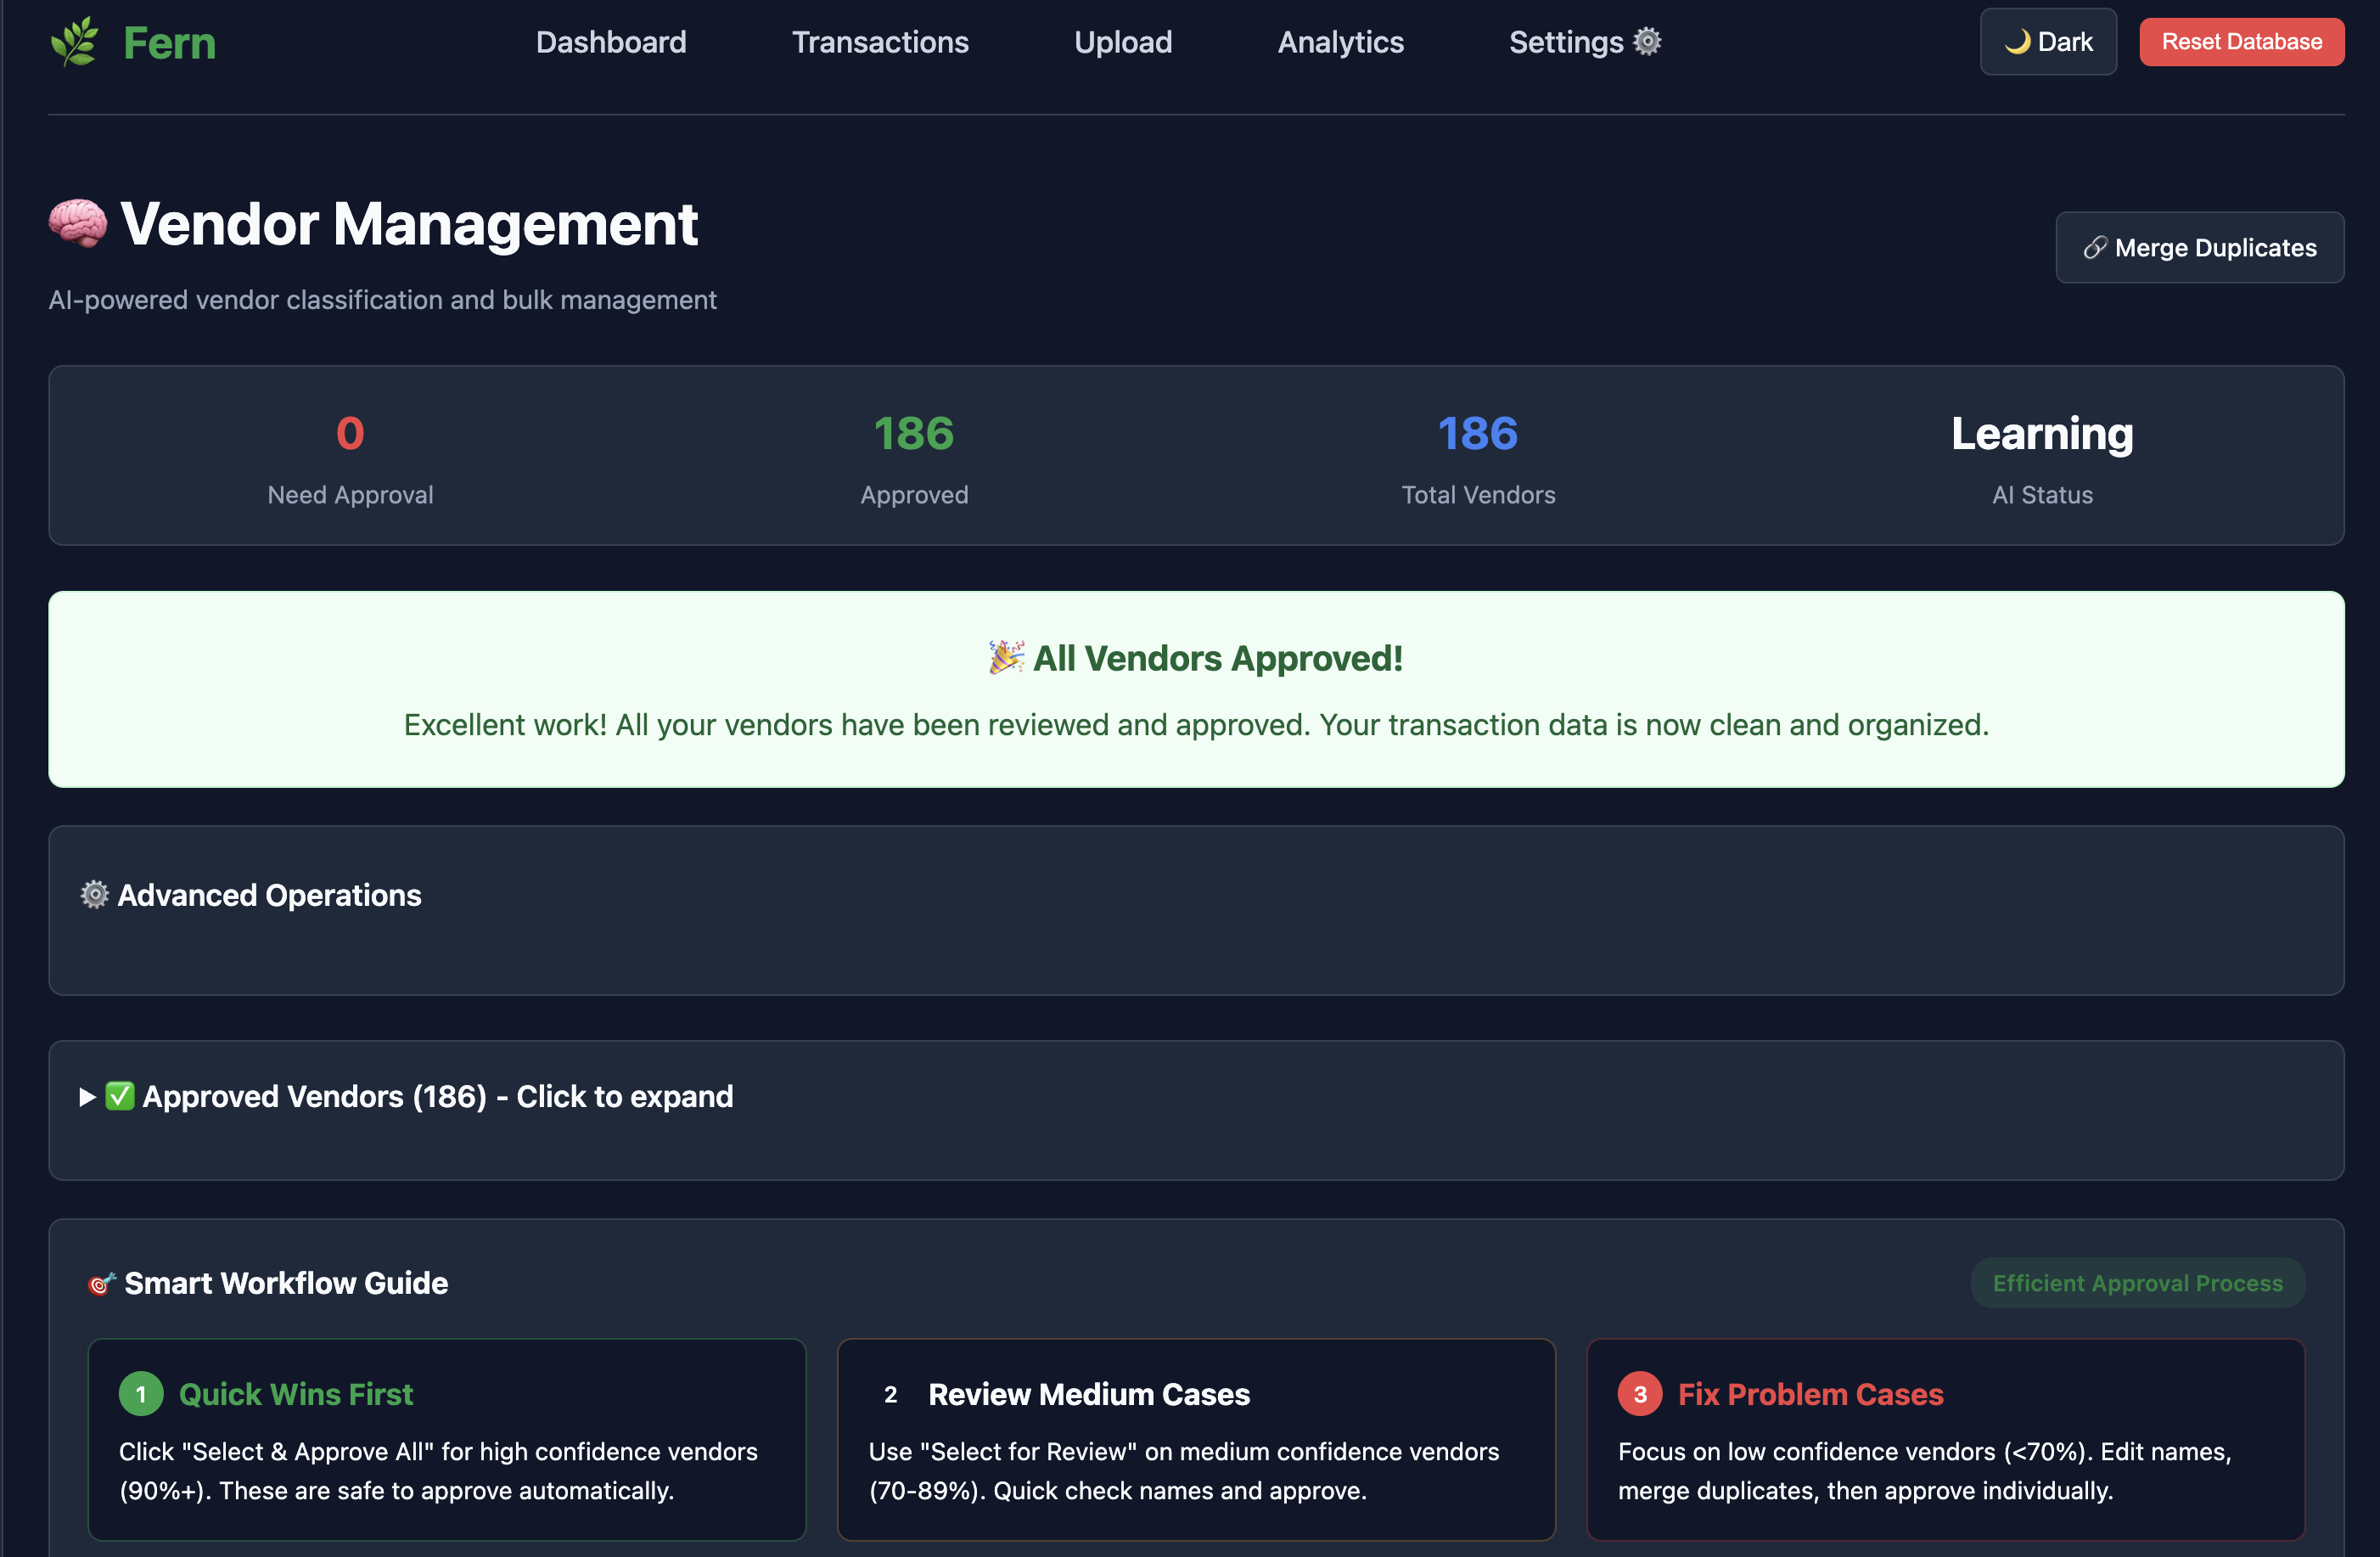 🌿 Fern
Dashboard
Transactions
Upload
Analytics
Settings ⚙️
🌙 Dark
Reset Database
🧠 Vendor Management
AI-powered vendor classification and bulk management
🔗 Merge Duplicates
0
Need Approval
186
Approved
186
Total Vendors
Learning
AI Status
🎉 All Vendors Approved!
Excellent work! All your vendors have been reviewed and approved. Your transaction data is now clean and organized.
⚙️ Advanced Operations
▶ ✅ Approved Vendors (186) - Click to expand
🎯 Smart Workflow Guide
Efficient Approval Process
1 Quick Wins First
Click "Select & Approve All" for high confidence vendors
(90%+). These are safe to approve automatically.
2 Review Medium Cases
Use "Select for Review" on medium confidence vendors
(70-89%). Quick check names and approve.
3 Fix Problem Cases
Focus on low confidence vendors (<70%). Edit names,
merge duplicates, then approve individually.